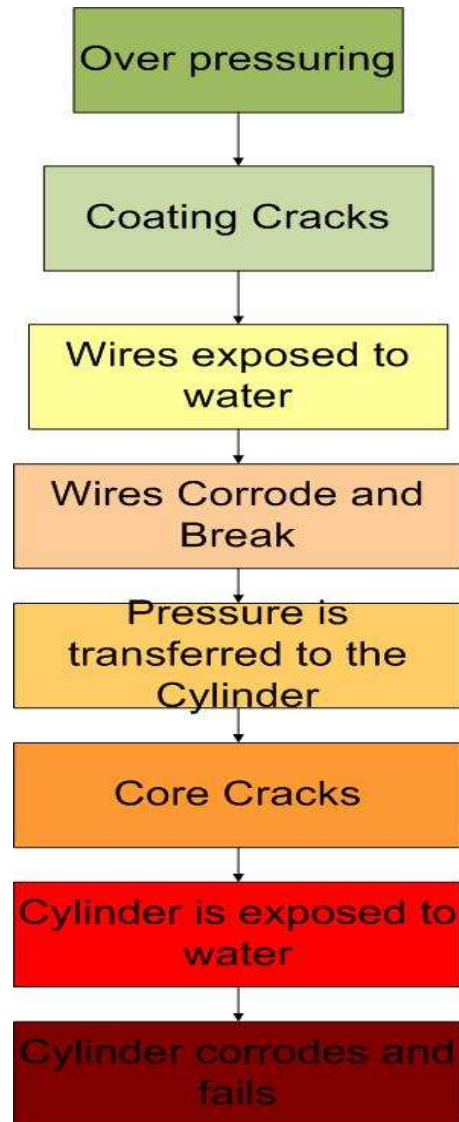 Over pressuring
Coating Cracks
Wires exposed to
water
Wires Corrode and
Break
Pressure is
transferred to the
Cylinder
Core Cracks
Cylinder is exposed to
water
Cylinder corrodes and
fails